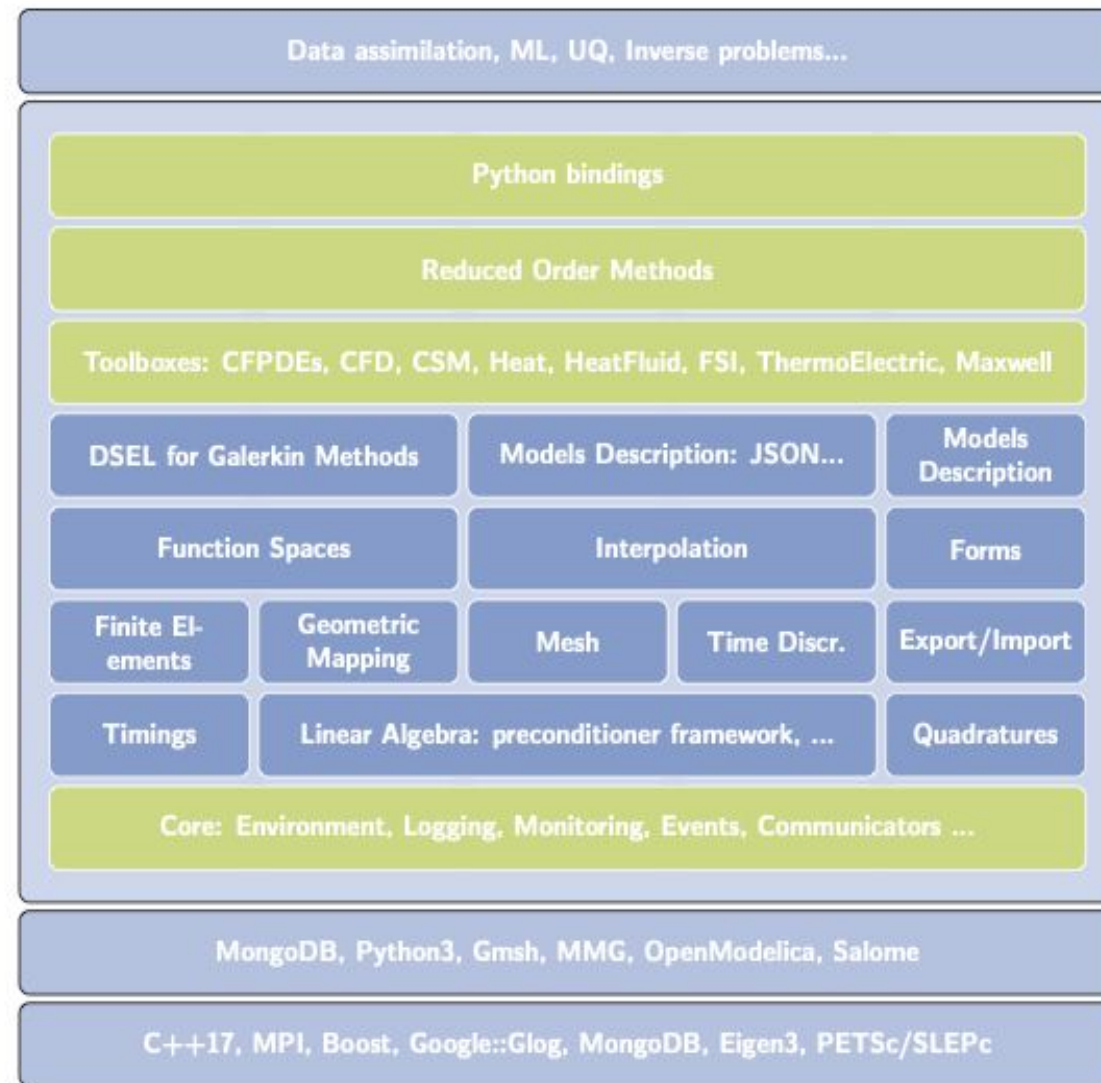 Data assimilation, ML, UQ, Inverse problems...
Python bindings
Reduced Order Methods
Toolboxes: CFPDEs, CFD, CSM, Heat, HeatFluid, FSI, ThermoElectric, Maxwell
DSEL for Galerkin Methods
Models Description: JSON...
Models
Description
Function Spaces
Interpolation
Forms
Finite El-
ements
Geometric
Mapping
Mesh
Time Discr.
Export/Import
Timings
Linear Algebra: preconditioner framework, ...
Quadratures
Core: Environment, Logging, Monitoring, Events, Communicators ...
MongoDB, Python3, Gmsh, MMG, OpenModelica, Salome
C++17, MPI, Boost, Google::Glog, MongoDB, Eigen3, PETSc/SLEPc